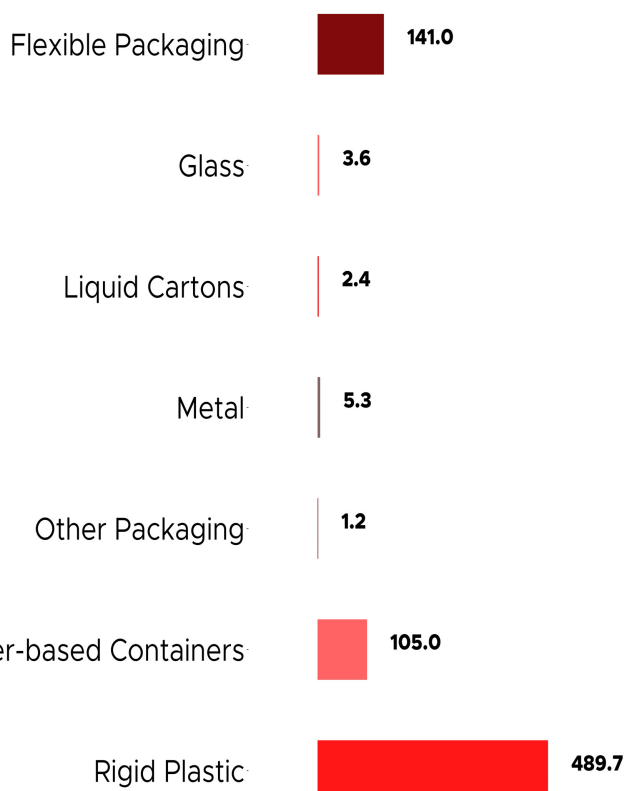 Flexible Packaging 141.0
Glass 3.6
Liquid Cartons 2.4
Metal 5.3
Other Packaging 1.2
er-based Containers 105.0
Rigid Plastic 489.7